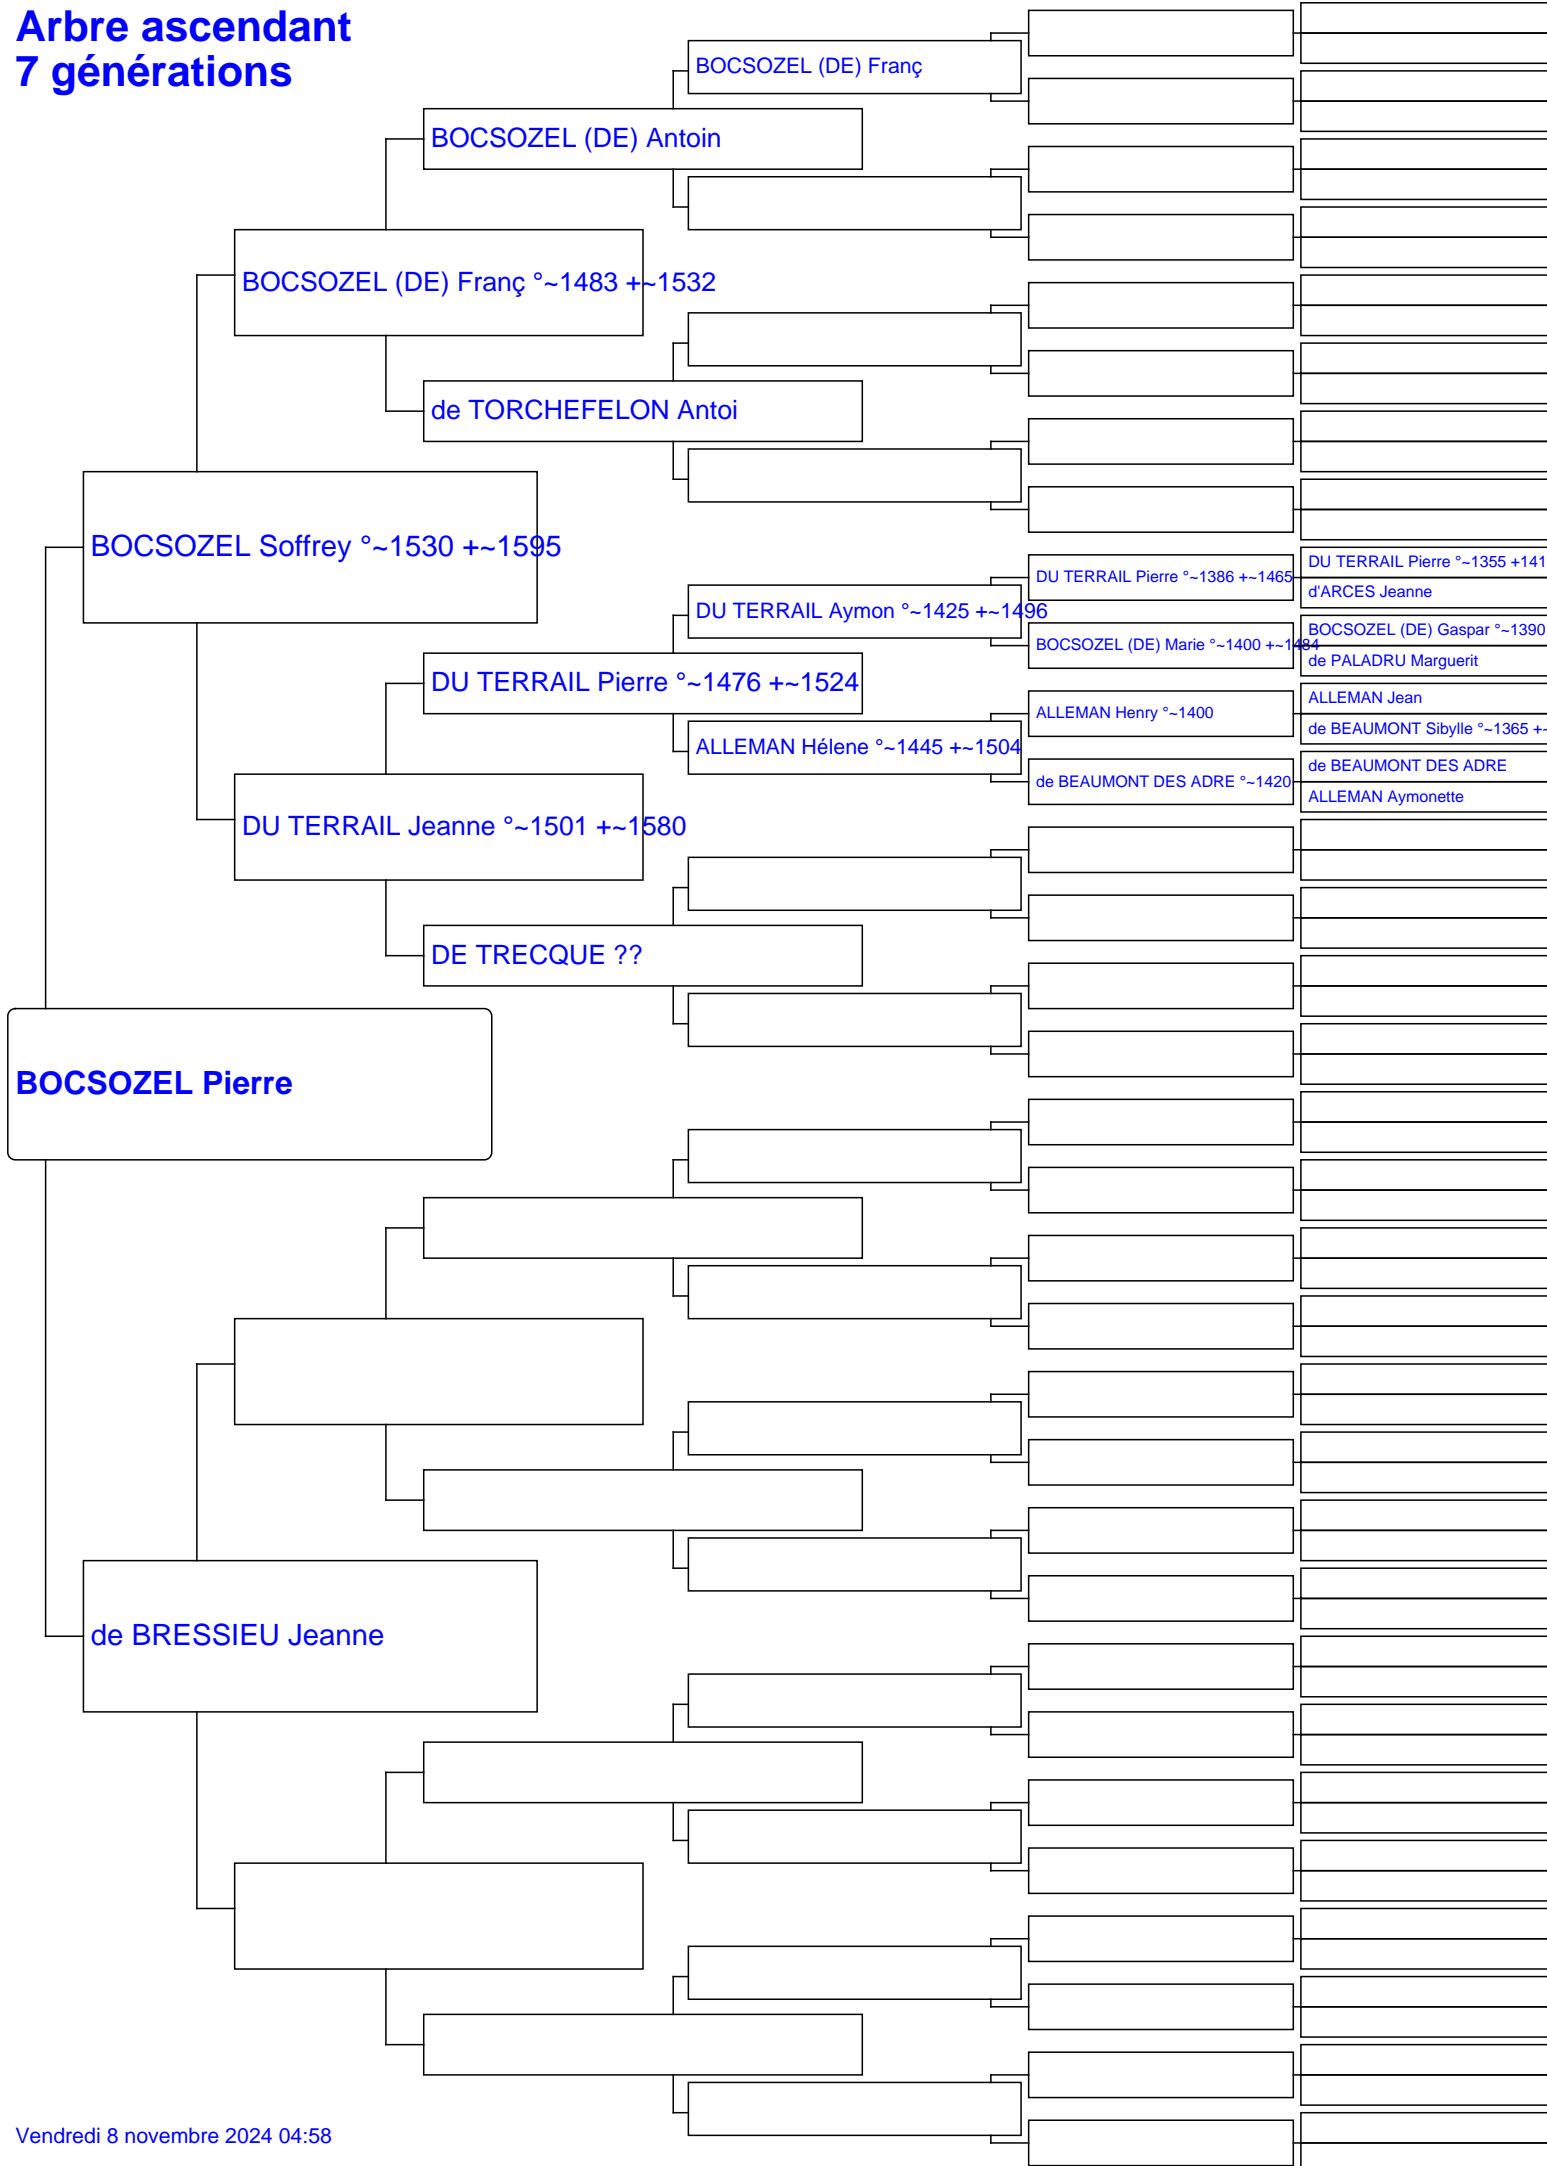 Arbre ascendant
7 générations
BOCSOZEL (DE) Franç
BOCSOZEL (DE) Antoin
BOCSOZEL (DE) Franç °~1483 +~1532
de TORCHEFELON Antoi
BOCSOZEL Soffrey °~1530 +~1595
DU TERRAIL Pierre °~1355 +141
DU TERRAIL Pierre °~1386 +~1465
d'ARCES Jeanne
DU TERRAIL Aymon °~1425 +~1496
BOCSOZEL (DE) Gaspar °~1390
BOCSOZEL (DE) Marie °~1400 +~1484
de PALADRU Marguerit
DU TERRAIL Pierre °~1476 +~1524
ALLEMAN Jean
ALLEMAN Henry °~1400
de BEAUMONT Sibylle °~1365 +~
ALLEMAN Hélene °~1445 +~1504
de BEAUMONT DES ADRE
de BEAUMONT DES ADRE °~1420
ALLEMAN Aymonette
DU TERRAIL Jeanne °~1501 +~1580
DE TRECQUE ??
BOCSOZEL Pierre
de BRESSIEU Jeanne
Vendredi 8 novembre 2024 04:58